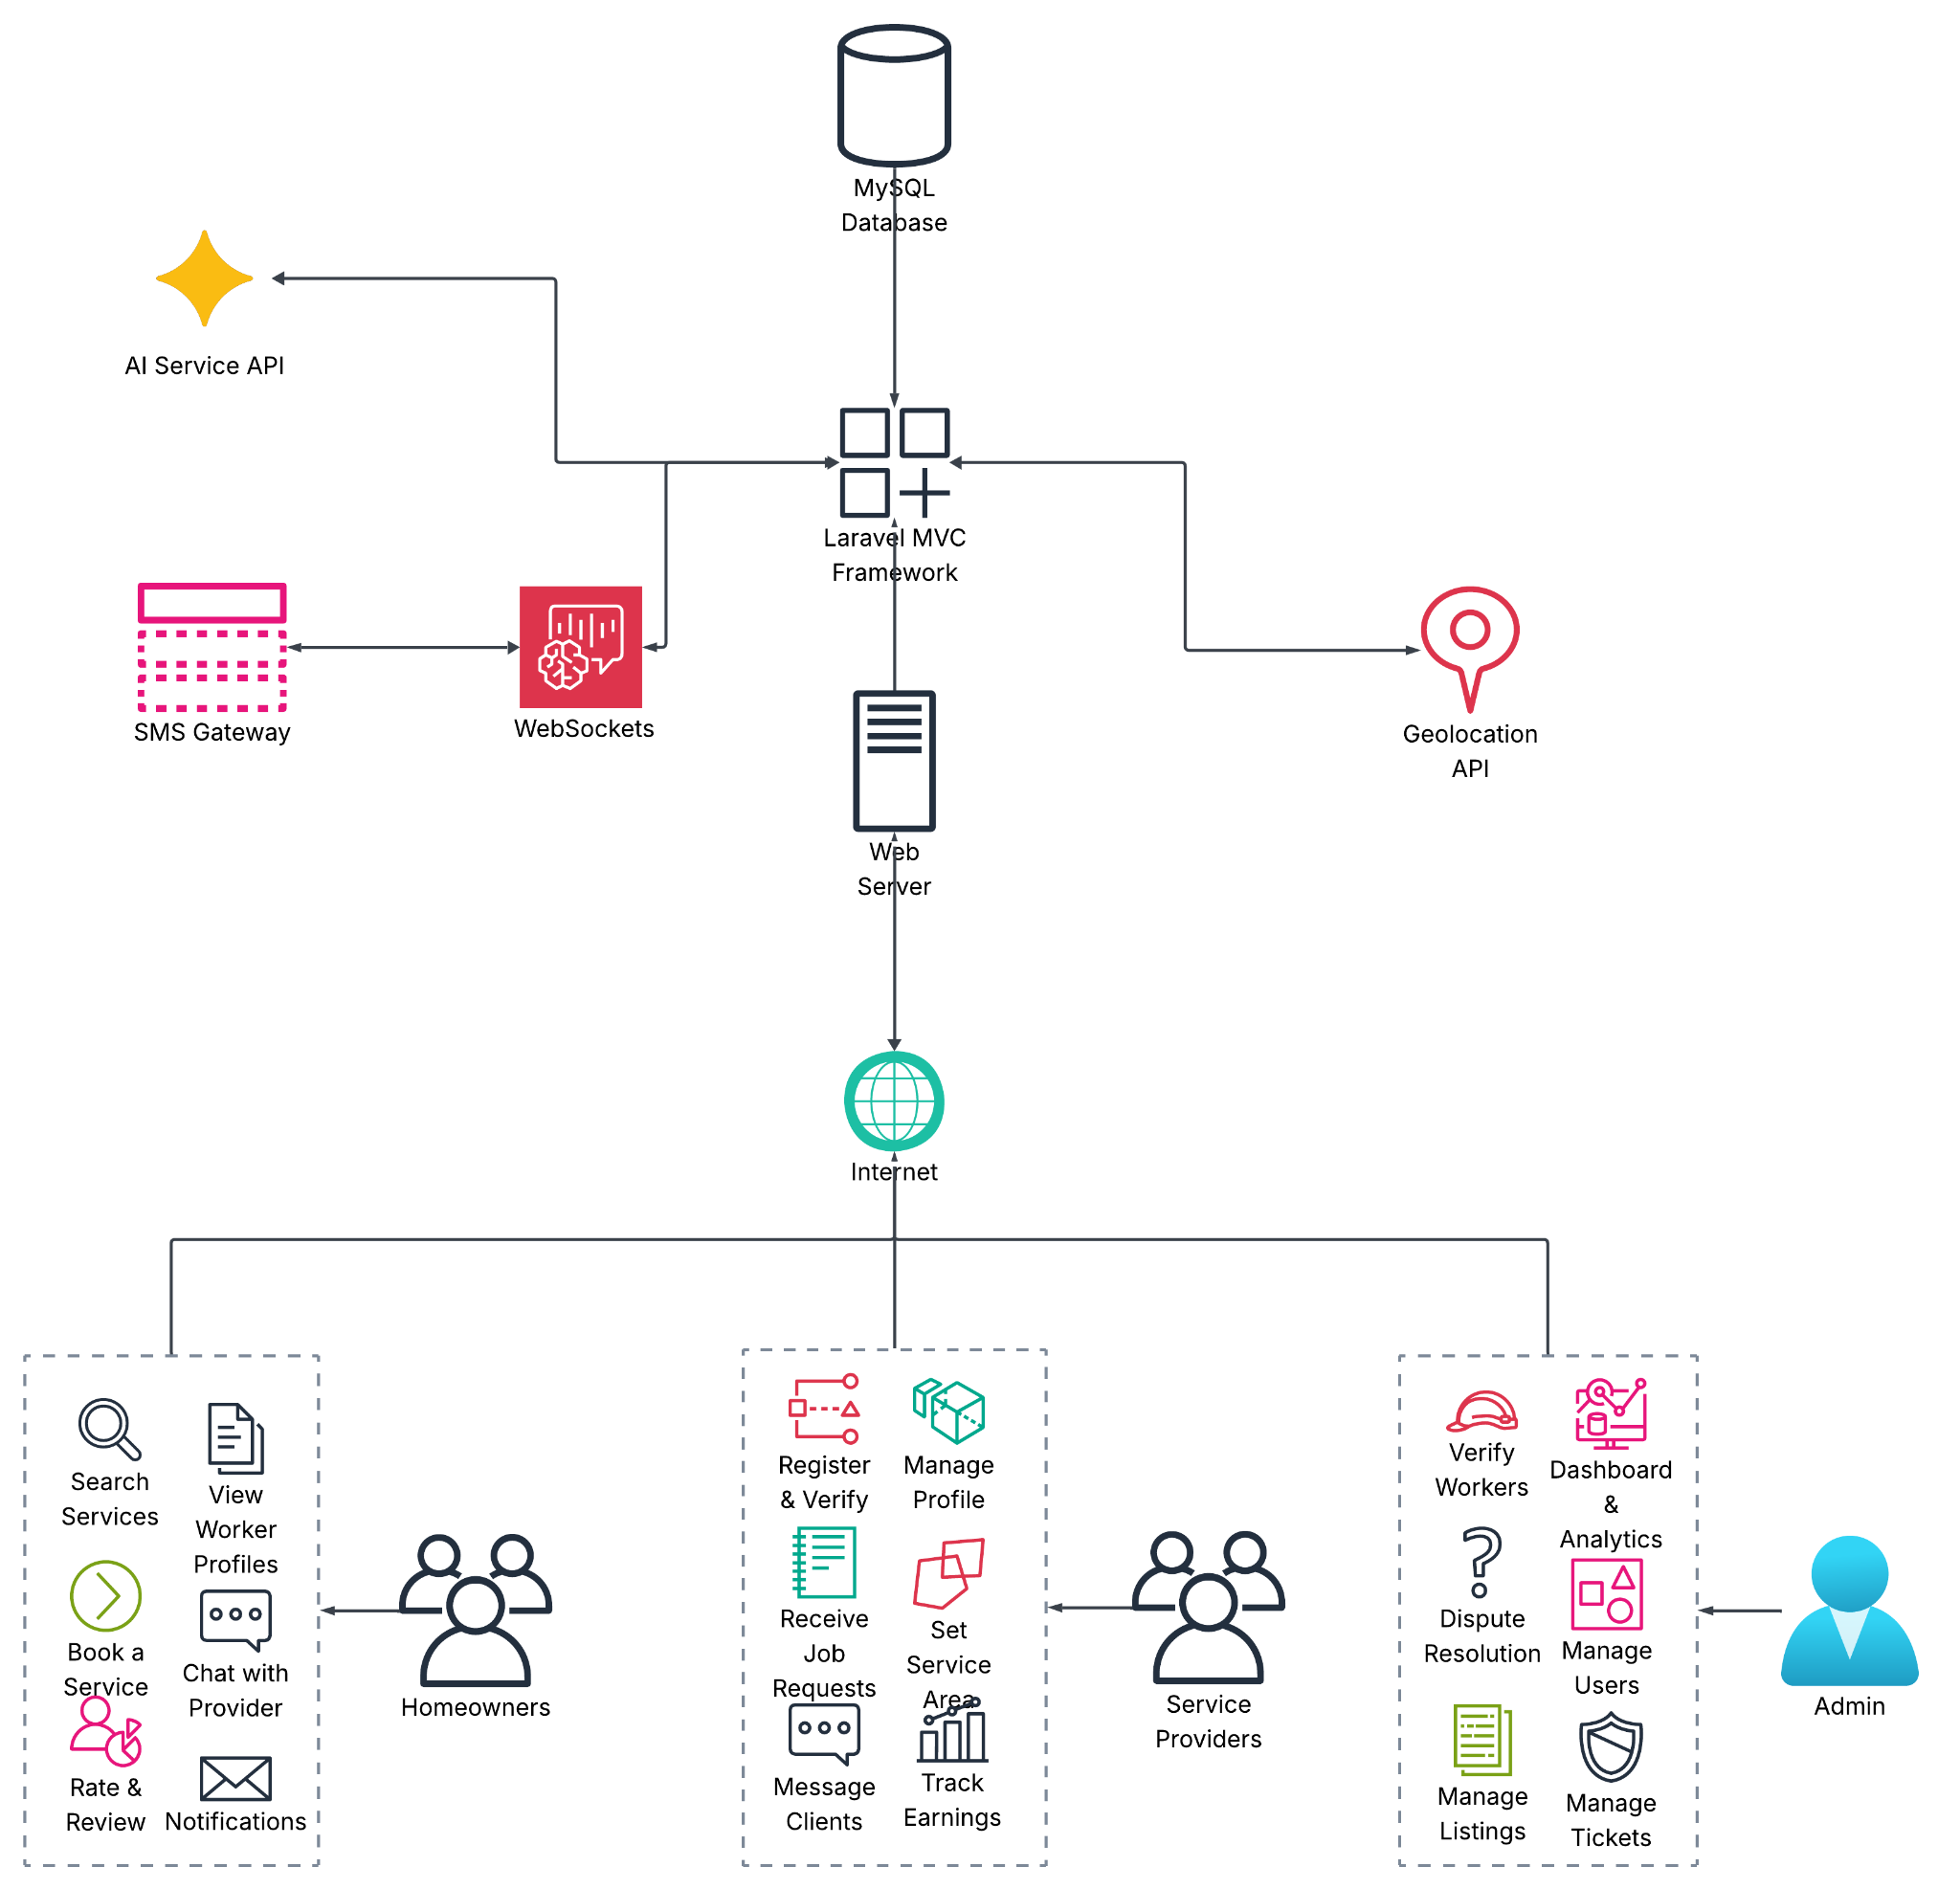 MySQL
Database
AI Service API
Laravel MVC
Framework
SMS Gateway
WebSockets
Geolocation
API
Web
Server
Internet
Search
Services
View
Worker
Profiles
Book a
Service
Chat with
Provider
Rate &
Review
Notifications
Homeowners
Register
& Verify
Manage
Profile
Receive
Job
Requests
Set
Service
Area
Message
Clients
Track
Earnings
Service
Providers
Verify
Workers
Dashboard
&
Analytics
Dispute
Resolution
Manage
Users
Manage
Listings
Manage
Tickets
Admin